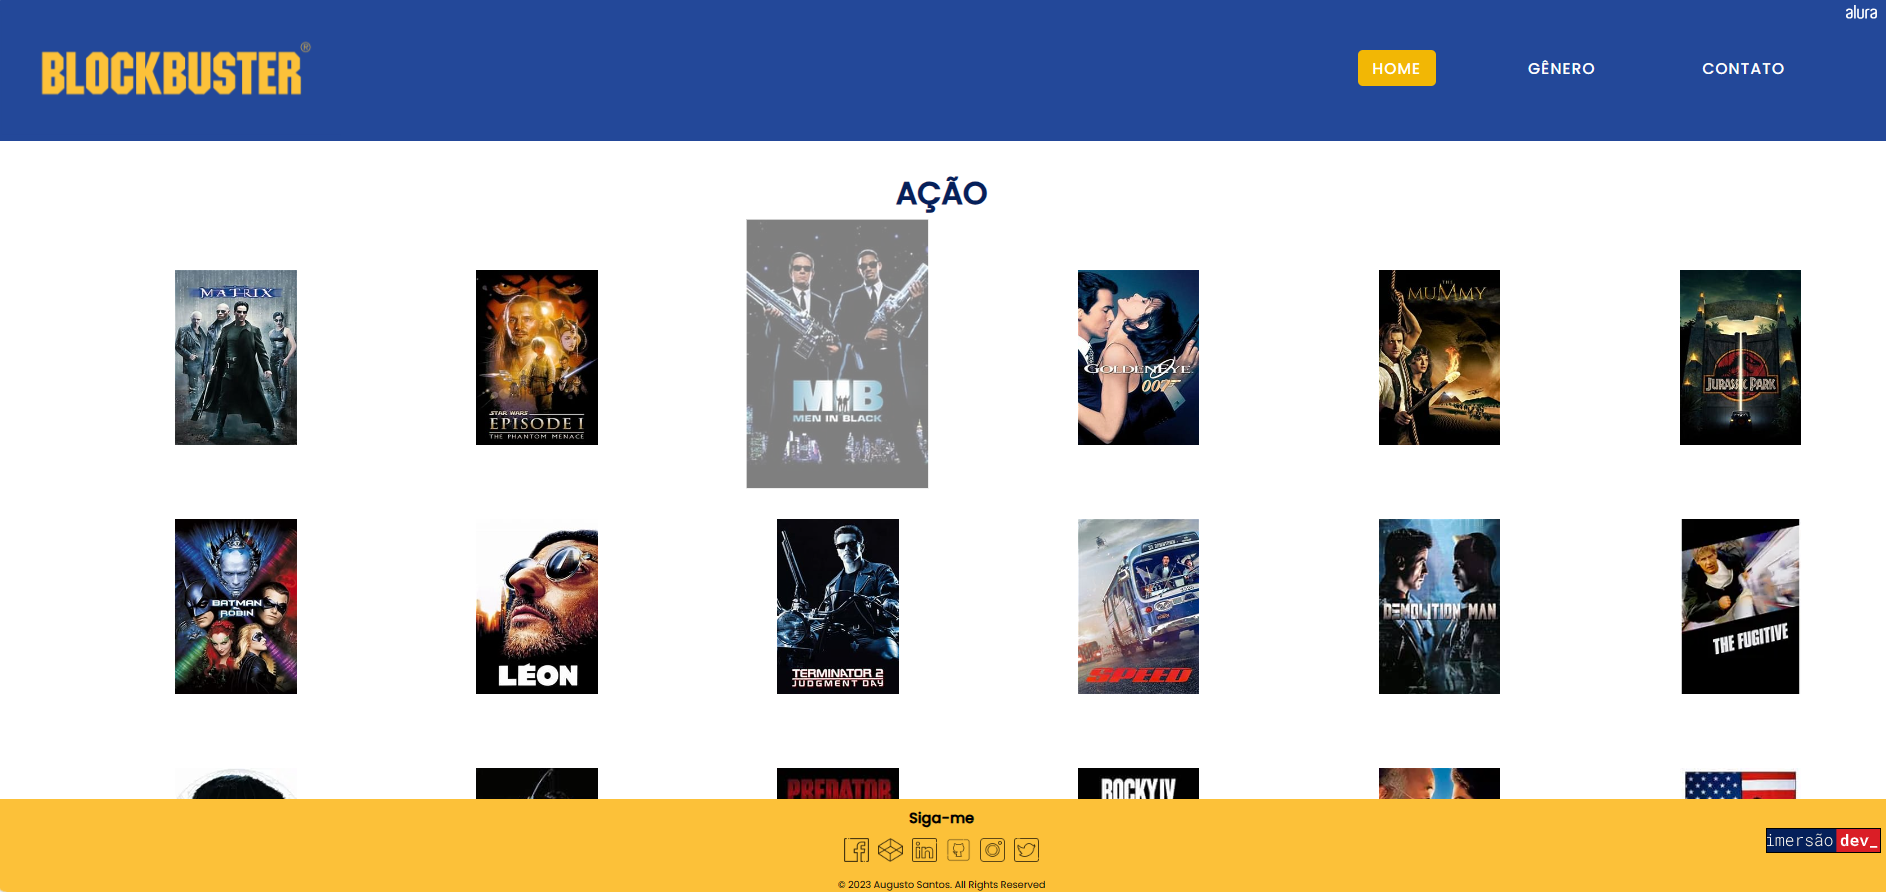 alura
BLOCKBUSTER®
HOME
GÊNERO
CONTATO
AÇÃO
MATRIX
STAR WARS
EPISODE I
THE PHANTOM MENACE
MIB
MEN IN BLACK
GOLDENEYE
007
THE
MUMMY
JURASSIC PARK
BATMAN
ROBIN
LÉON
TERMINATOR 2
JUDGMENT DAY
SPEED
DEMOLITION MAN
THE FUGITIVE
PREDATOR
ROCKY IV
Siga-me
in
imersão dev_
© 2023 Augusto Santos. All Rights Reserved